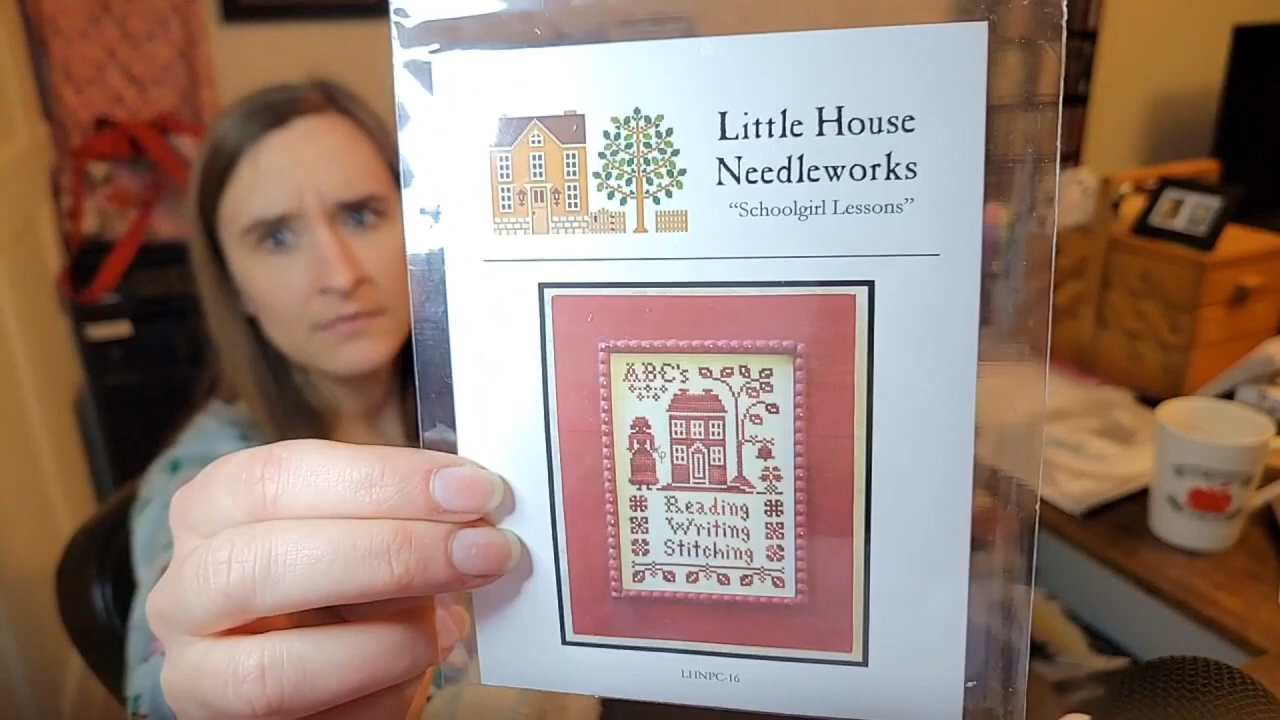 Little House
Needleworks
“Schoolgirl Lessons”
ABC's
Reading
Writing
Stitching
LHNPC-16